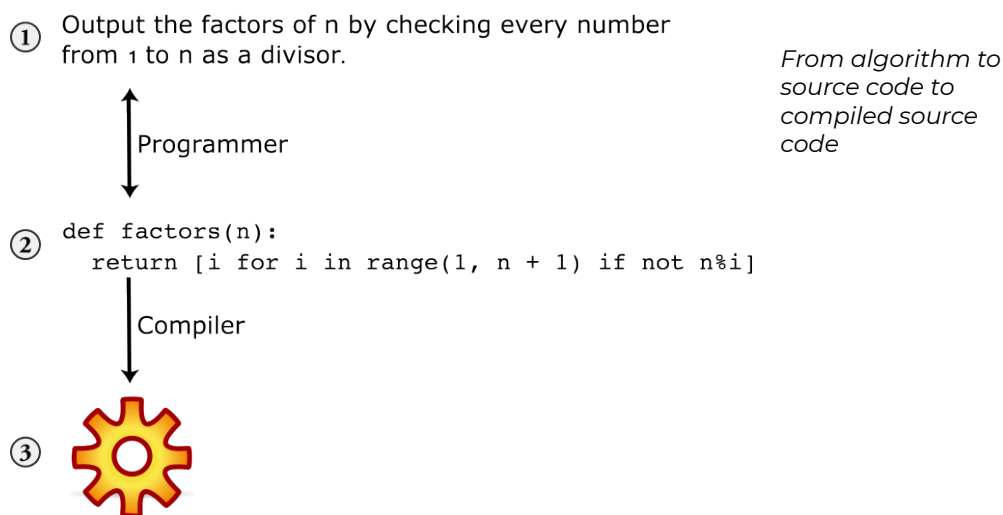 ① Output the factors of n by checking every number
from 1 to n as a divisor.
From algorithm to
source code to
compiled source
code
Programmer
② def factors(n):
return [i for i in range(1, n + 1) if not n%i]
Compiler
③